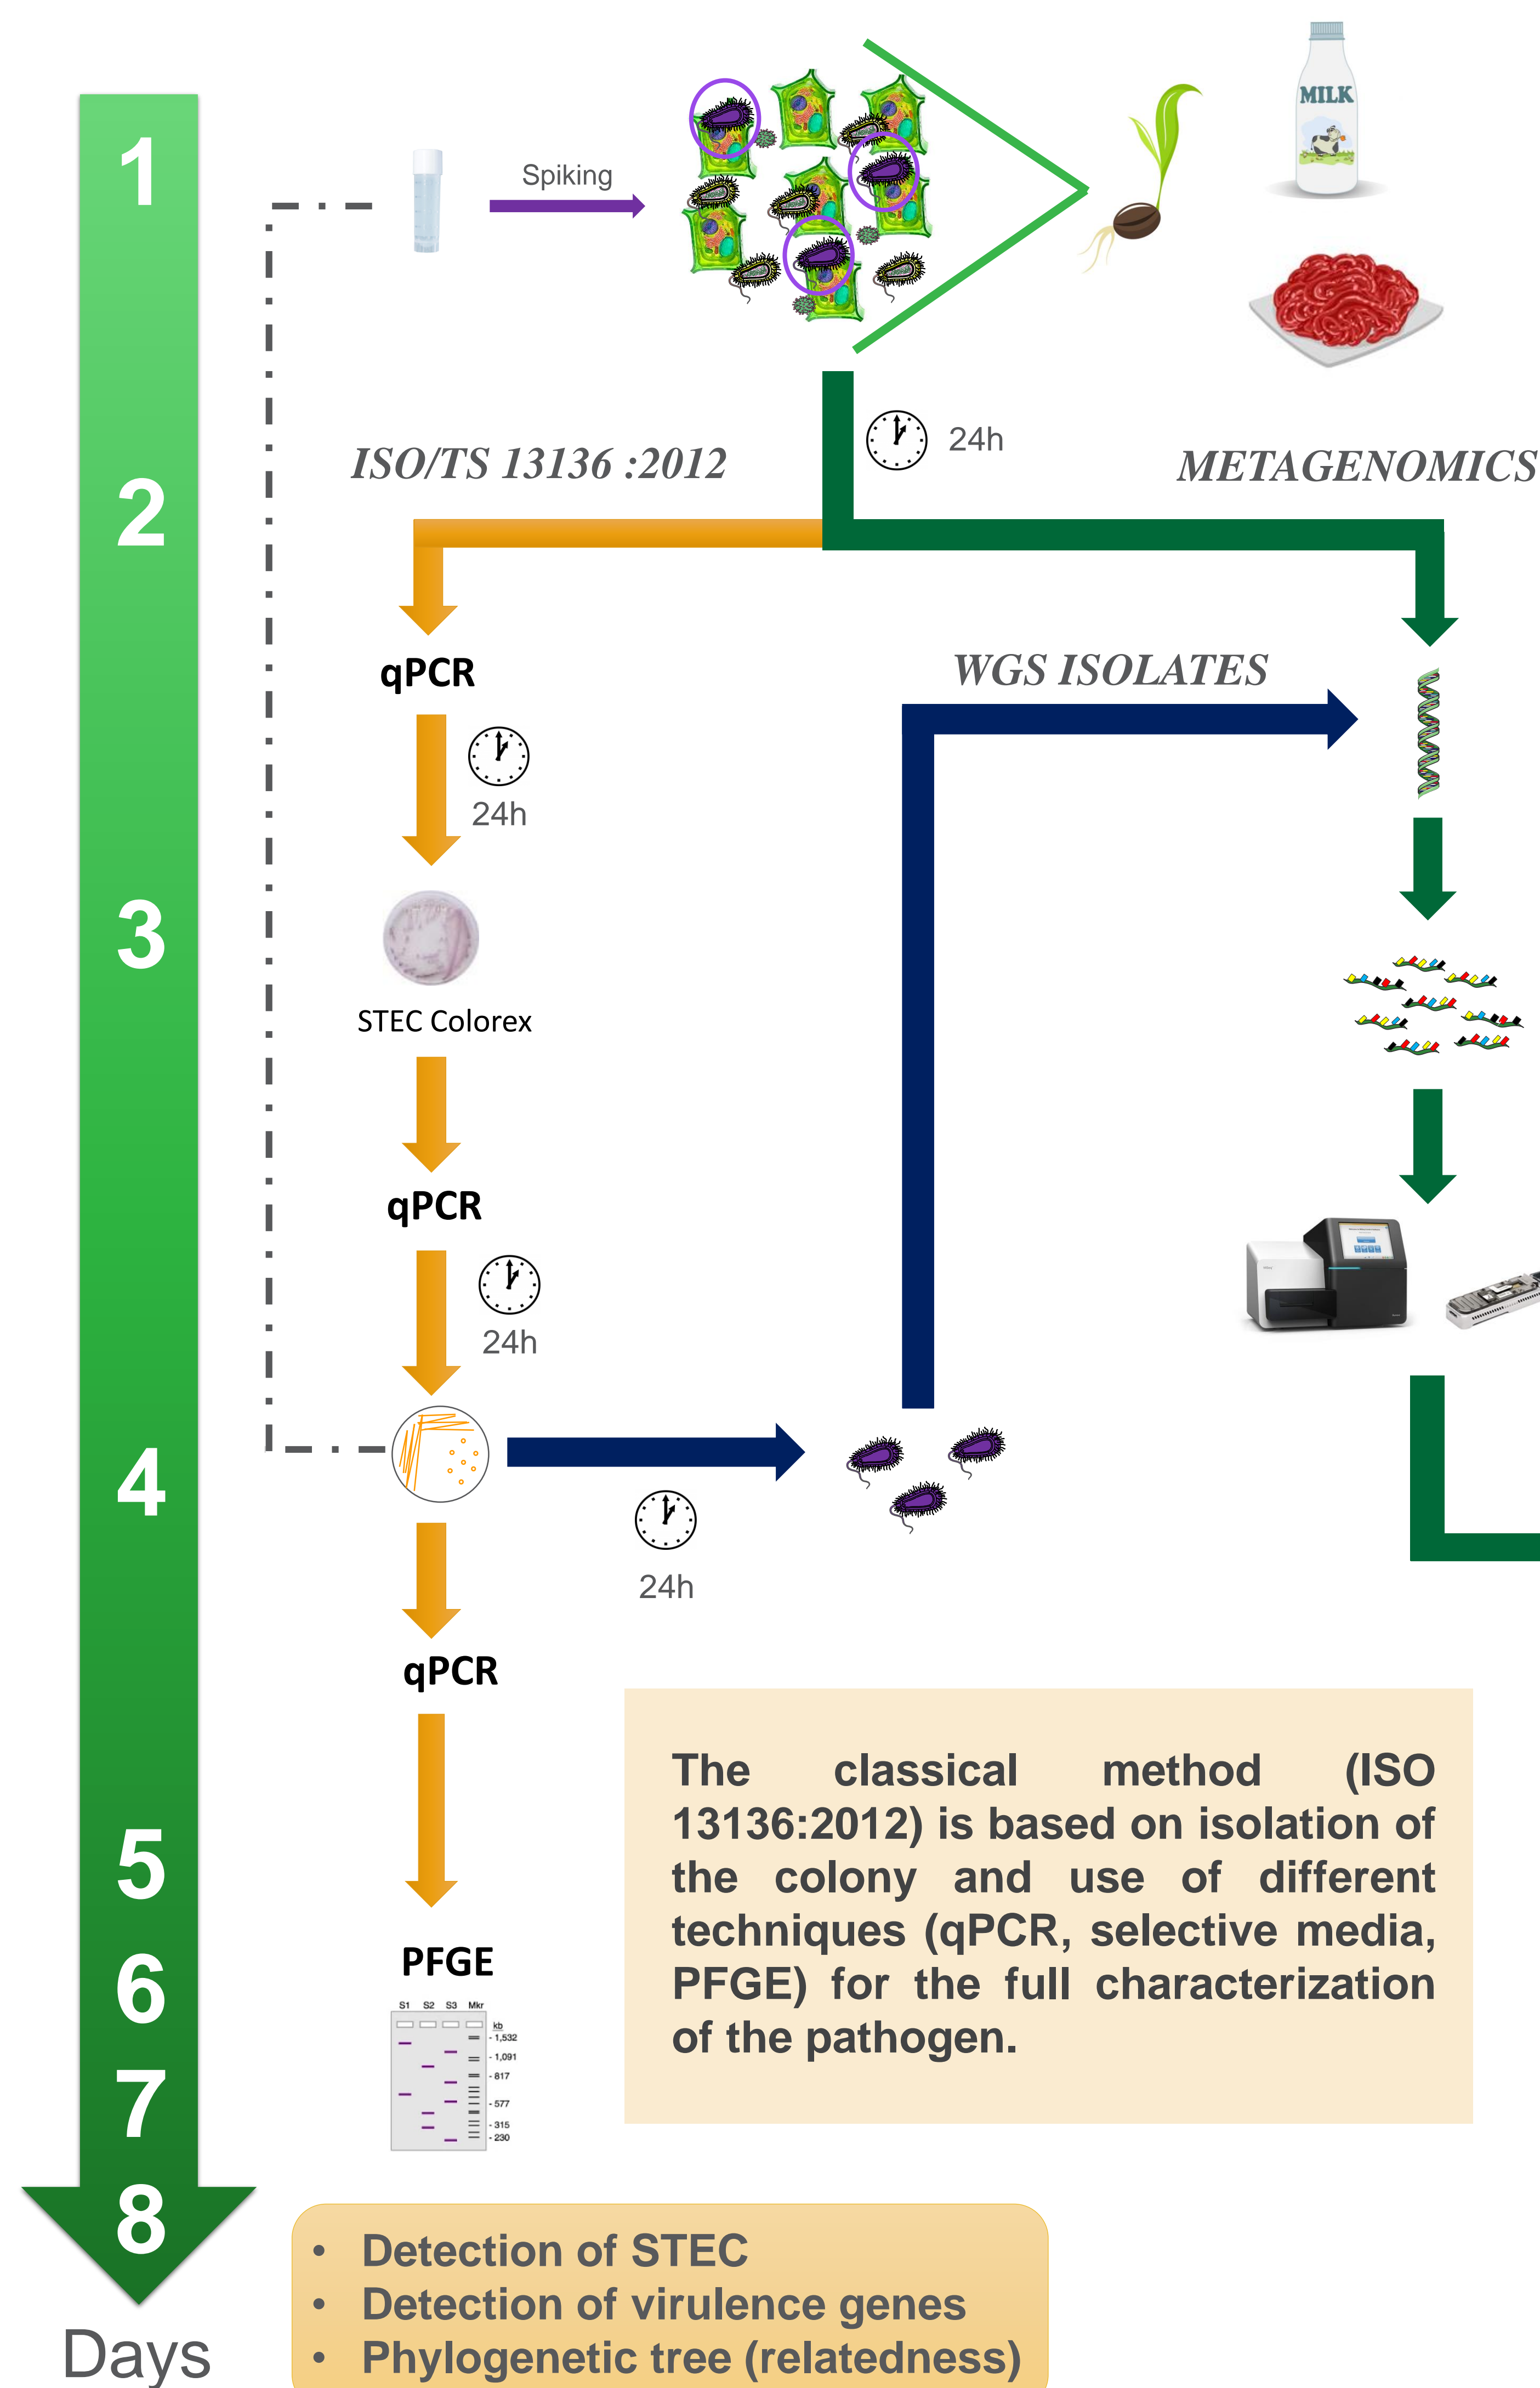 1
Spiking
MILK
24h
ISO/TS 13136 :2012
METAGENOMICS
2
qPCR
WGS ISOLATES
24h
3
STEC Colorex
qPCR
24h
4
24h
qPCR
The classical method (ISO
13136:2012) is based on isolation of
the colony and use of different
techniques (qPCR, selective media,
PFGE) for the full characterization
of the pathogen.
5
PFGE
6
S1 S2 S3 Mkr
kb
- 1,532
- 1,091
- 817
- 577
- 315
- 230
7
8
• Detection of STEC
• Detection of virulence genes
• Phylogenetic tree (relatedness)
Days